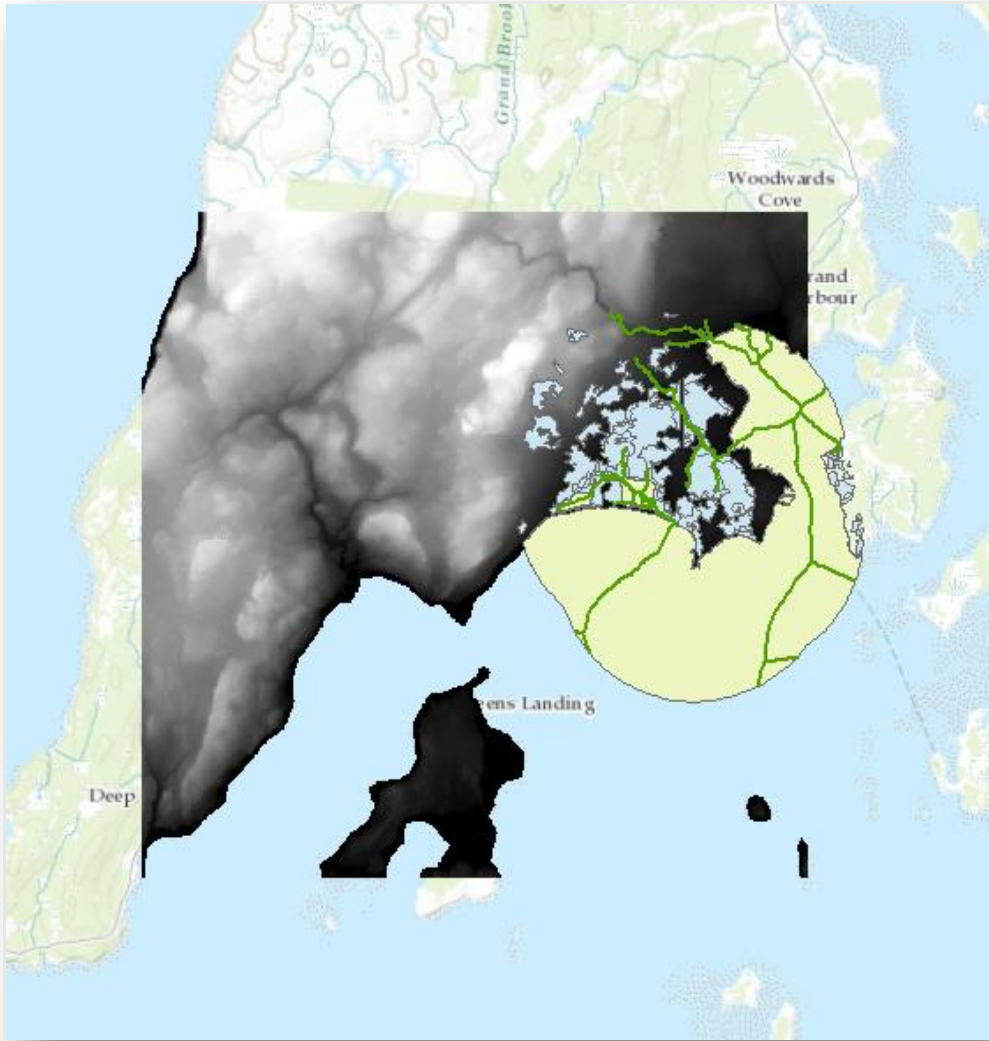 Grand Broo
Woodwards
Cove
rand
rbour
eens Landing
Deep